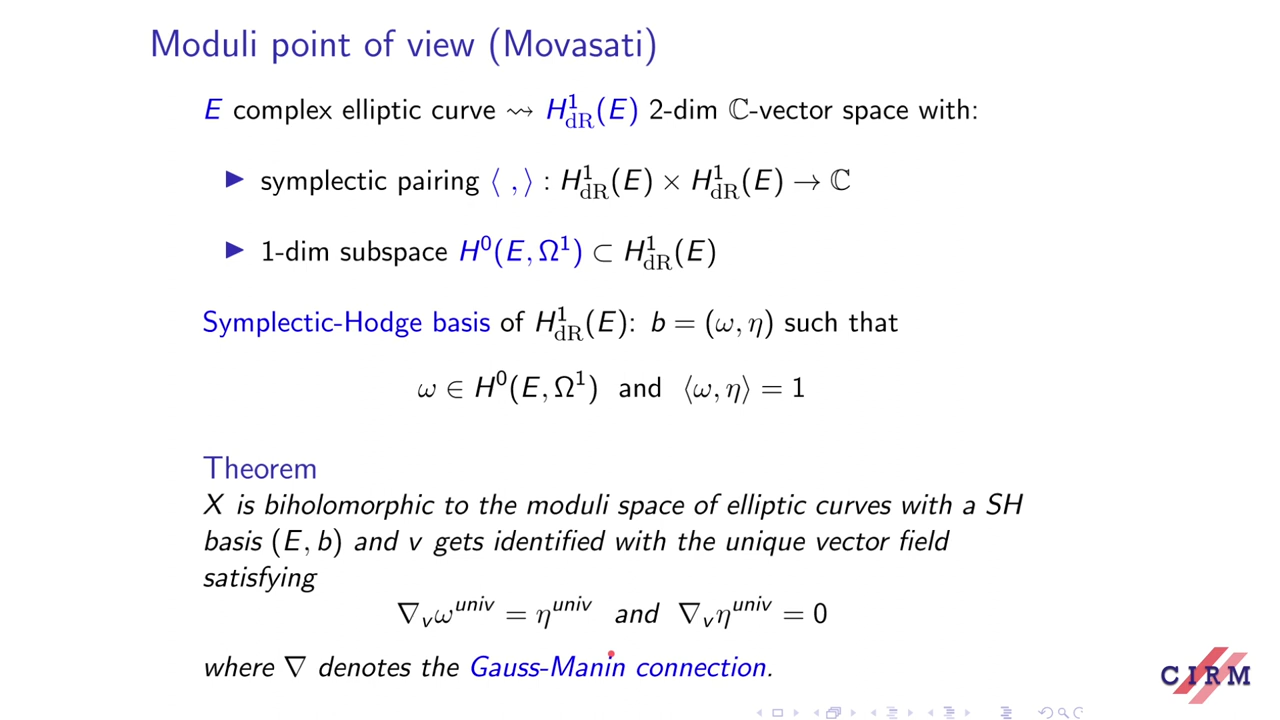 Moduli point of view (Movasati)
E complex elliptic curve ⇝ H¹_dR(E) 2-dim ℂ-vector space with:
▶ symplectic pairing ⟨ , ⟩ : H¹_dR(E) × H¹_dR(E) → ℂ
▶ 1-dim subspace H⁰(E, Ω¹) ⊂ H¹_dR(E)
Symplectic-Hodge basis of H¹_dR(E): b = (ω, η) such that
ω ∈ H⁰(E, Ω¹) and ⟨ω, η⟩ = 1
Theorem
X is biholomorphic to the moduli space of elliptic curves with a SH
basis (E, b) and v gets identified with the unique vector field
satisfying
∇_v ω^univ = η^univ and ∇_v η^univ = 0
where ∇ denotes the Gauss-Manin connection.
CIRM